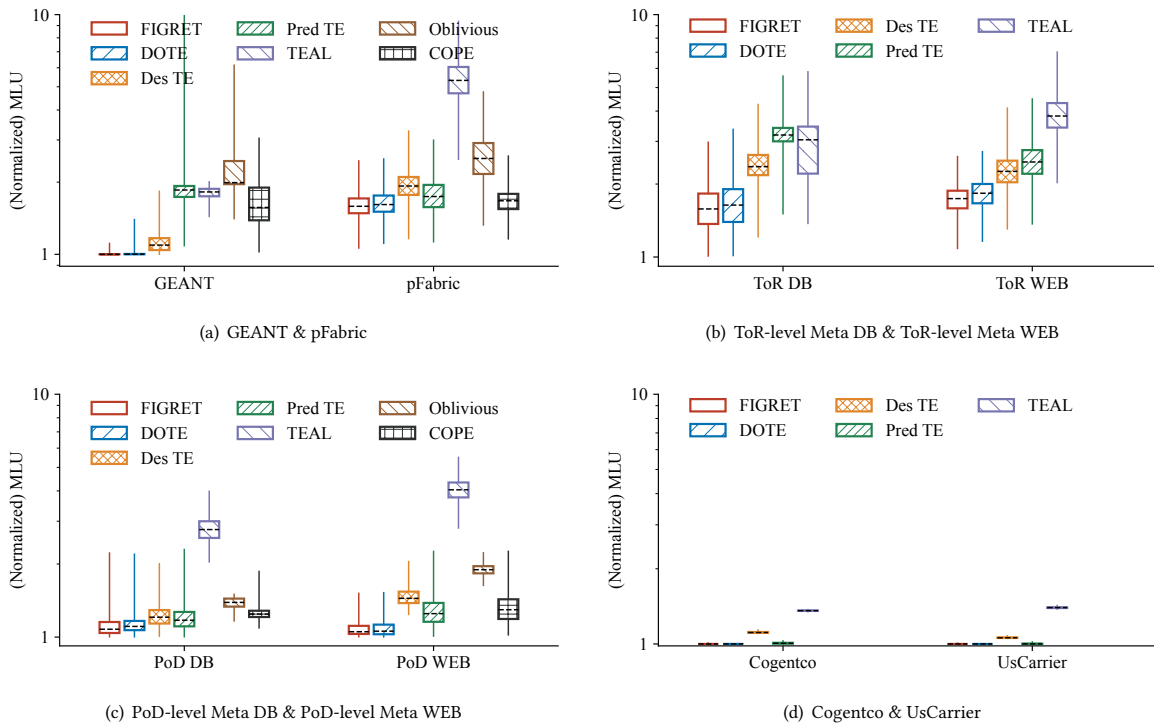 (Normalized) MLU
10
1
FIGRET
DOTE
Des TE
Pred TE
TEAL
Oblivious
COPE
GEANT
pFabric
(a) GEANT & pFabric
(Normalized) MLU
10
1
FIGRET
DOTE
Des TE
Pred TE
TEAL
ToR DB
ToR WEB
(b) ToR-level Meta DB & ToR-level Meta WEB
(Normalized) MLU
10
1
FIGRET
DOTE
Des TE
Pred TE
TEAL
Oblivious
COPE
PoD DB
PoD WEB
(c) PoD-level Meta DB & PoD-level Meta WEB
(Normalized) MLU
10
1
FIGRET
DOTE
Des TE
Pred TE
TEAL
Cogentco
UsCarrier
(d) Cogentco & UsCarrier